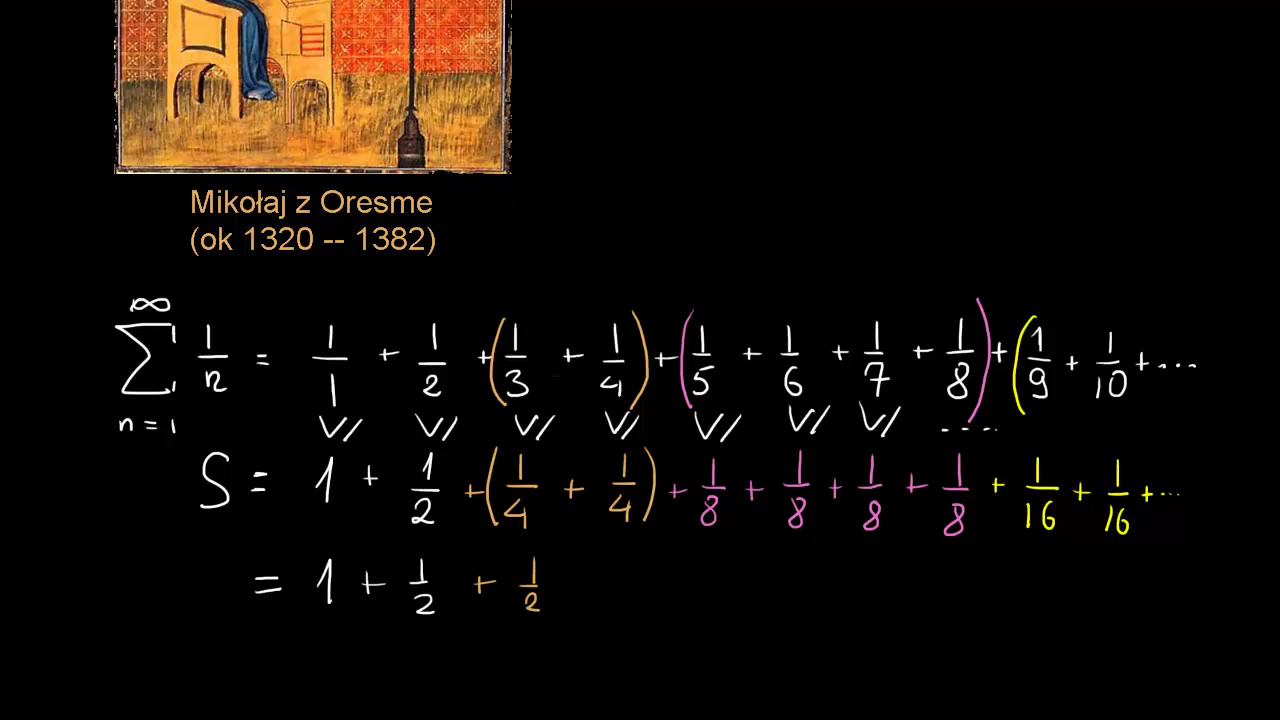 Mikołaj z Oresme
(ok 1320 -- 1382)
∞
∑ 1/n = 1/1 + 1/2 + (1/3 + 1/4) + (1/5 + 1/6 + 1/7 + 1/8) + (1/9 + 1/10 + ...
n = 1
V/ V/ V/ V/ V/ V/ V/ ....
S = 1 + 1/2 + (1/4 + 1/4) + 1/8 + 1/8 + 1/8 + 1/8 + 1/16 + 1/16 + ...
= 1 + 1/2 + 1/2